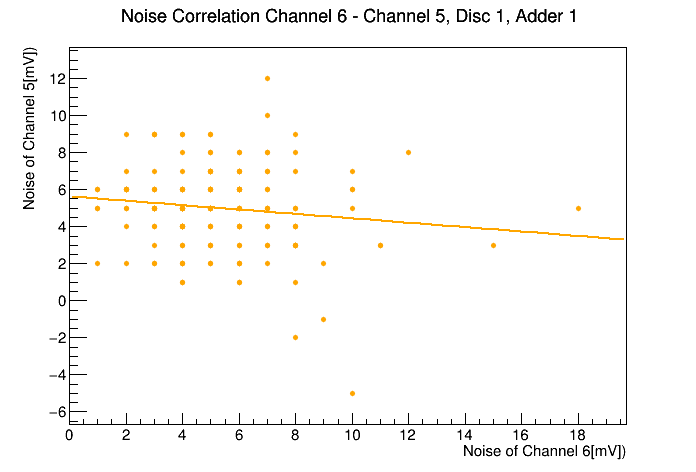 Noise Correlation Channel 6 - Channel 5, Disc 1, Adder 1
Noise of Channel 5[mV])
12
10
8
6
4
2
0
−2
−4
−6
0 2 4 6 8 10 12 14 16 18
Noise of Channel 6[mV])